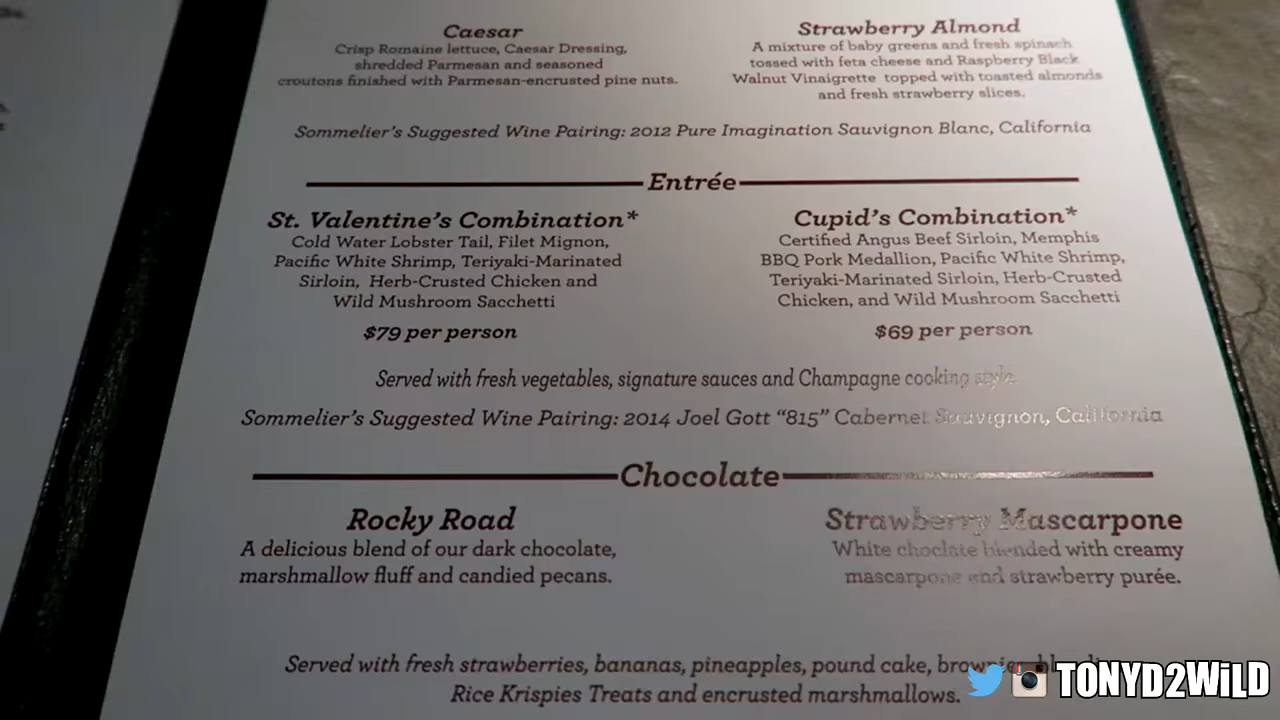 Caesar
Crisp Romaine lettuce, Caesar Dressing,
shredded Parmesan and seasoned
croutons finished with Parmesan-encrusted pine nuts.
Strawberry Almond
A mixture of baby greens and fresh spinach
tossed with feta cheese and Raspberry Black
Walnut Vinaigrette topped with toasted almonds
and fresh strawberry slices.
Sommelier's Suggested Wine Pairing: 2012 Pure Imagination Sauvignon Blanc, California
Entrée
St. Valentine's Combination*
Cold Water Lobster Tail, Filet Mignon,
Pacific White Shrimp, Teriyaki-Marinated
Sirloin, Herb-Crusted Chicken and
Wild Mushroom Sacchetti
$79 per person
Cupid's Combination*
Certified Angus Beef Sirloin, Memphis
BBQ Pork Medallion, Pacific White Shrimp,
Teriyaki-Marinated Sirloin, Herb-Crusted
Chicken, and Wild Mushroom Sacchetti
$69 per person
Served with fresh vegetables, signature sauces and Champagne cooking style.
Sommelier's Suggested Wine Pairing: 2014 Joel Gott "815" Cabernet Sauvignon, California
Chocolate
Rocky Road
A delicious blend of our dark chocolate,
marshmallow fluff and candied pecans.
Strawberry Mascarpone
White choclate blended with creamy
mascarpone and strawberry purée.
Served with fresh strawberries, bananas, pineapples, pound cake,
Rice Krispies Treats and encrusted marshmallows.
TONYD2WiLD